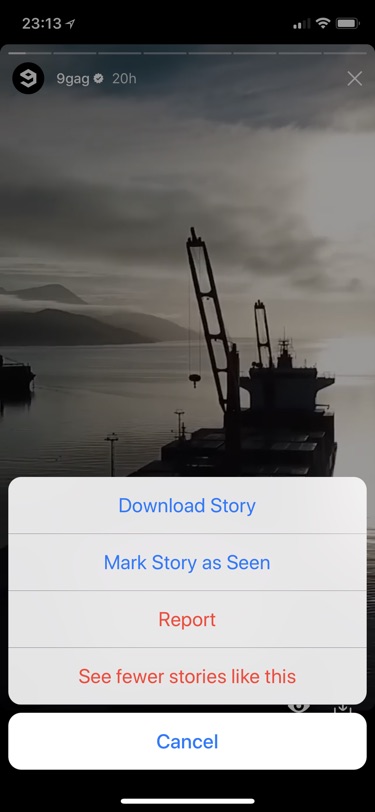 23:13
9gag 20h
Download Story
Mark Story as Seen
Report
See fewer stories like this
Cancel